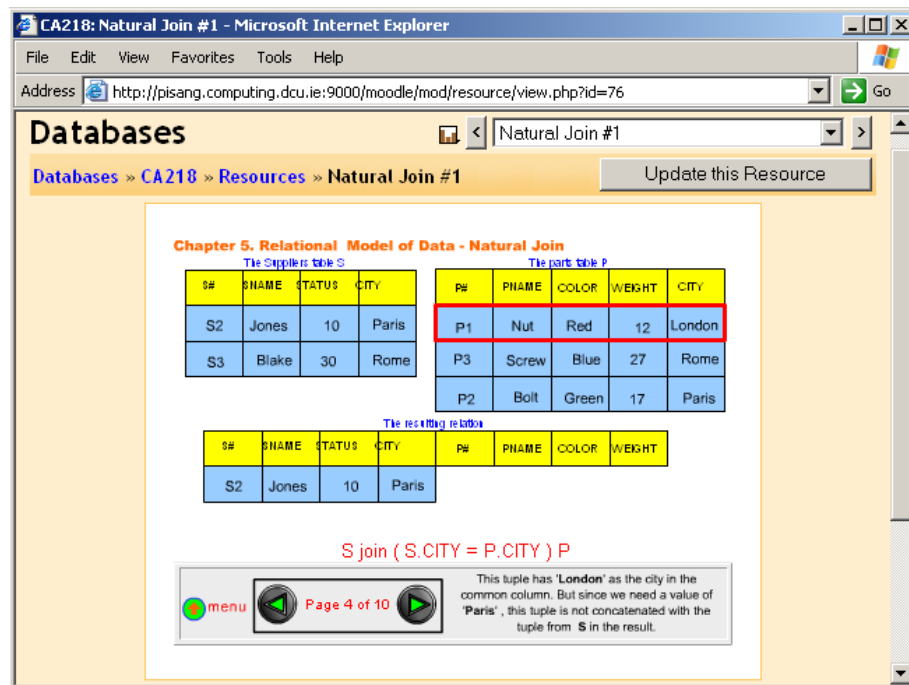 CA218: Natural Join #1 - Microsoft Internet Explorer
File Edit View Favorites Tools Help
Address http://pisang.computing.dcu.ie:9000/moodle/mod/resource/view.php?id=76 Go
Databases
Natural Join #1
Databases » CA218 » Resources » Natural Join #1
Update this Resource
Chapter 5. Relational Model of Data - Natural Join
The Suppliers table S
S# SNAME STATUS CITY
S2 Jones 10 Paris
S3 Blake 30 Rome
The parts table P
P# PNAME COLOR WEIGHT CITY
P1 Nut Red 12 London
P3 Screw Blue 27 Rome
P2 Bolt Green 17 Paris
The resulting relation
S# SNAME STATUS CITY P# PNAME COLOR WEIGHT
S2 Jones 10 Paris
S join ( S.CITY = P.CITY ) P
menu
Page 4 of 10
This tuple has 'London' as the city in the
common column. But since we need a value of
'Paris' , this tuple is not concatenated with the
tuple from S in the result.